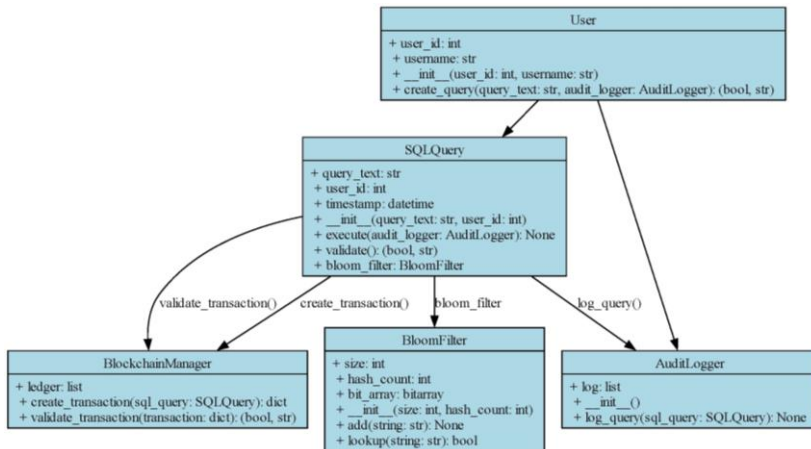 User
+ user_id: int
+ username: str
+ __init__(user_id: int, username: str)
+ create_query(query_text: str, audit_logger: AuditLogger): (bool, str)
SQLQuery
+ query_text: str
+ user_id: int
+ timestamp: datetime
+ __init__(query_text: str, user_id: int)
+ execute(audit_logger: AuditLogger): None
+ validate(): (bool, str)
+ bloom_filter: BloomFilter
validate_transaction()
create_transaction()
bloom_filter
log_query()
BlockchainManager
+ ledger: list
+ create_transaction(sql_query: SQLQuery): dict
+ validate_transaction(transaction: dict): (bool, str)
BloomFilter
+ size: int
+ hash_count: int
+ bit_array: bitarray
+ __init__(size: int, hash_count: int)
+ add(string: str): None
+ lookup(string: str): bool
AuditLogger
+ log: list
+ __init__()
+ log_query(sql_query: SQLQuery): None